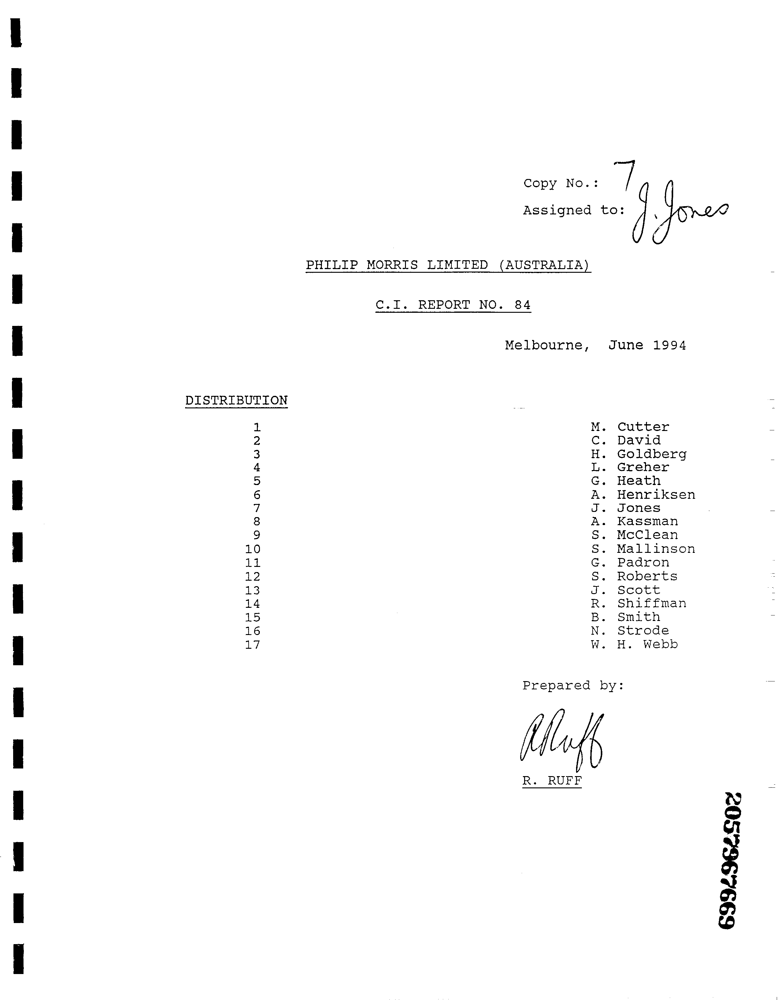 Copy No.: 7
Assigned to: J. Jones
PHILIP MORRIS LIMITED (AUSTRALIA)
C.I. REPORT NO. 84
Melbourne, June 1994
DISTRIBUTION
1 M. Cutter
2 C. David
3 H. Goldberg
4 L. Greher
5 G. Heath
6 A. Henriksen
7 J. Jones
8 A. Kassman
9 S. McClean
10 S. Mallinson
11 G. Padron
12 S. Roberts
13 J. Scott
14 R. Shiffman
15 B. Smith
16 N. Strode
17 W. H. Webb
Prepared by:
RRuff
R. RUFF
2057967669